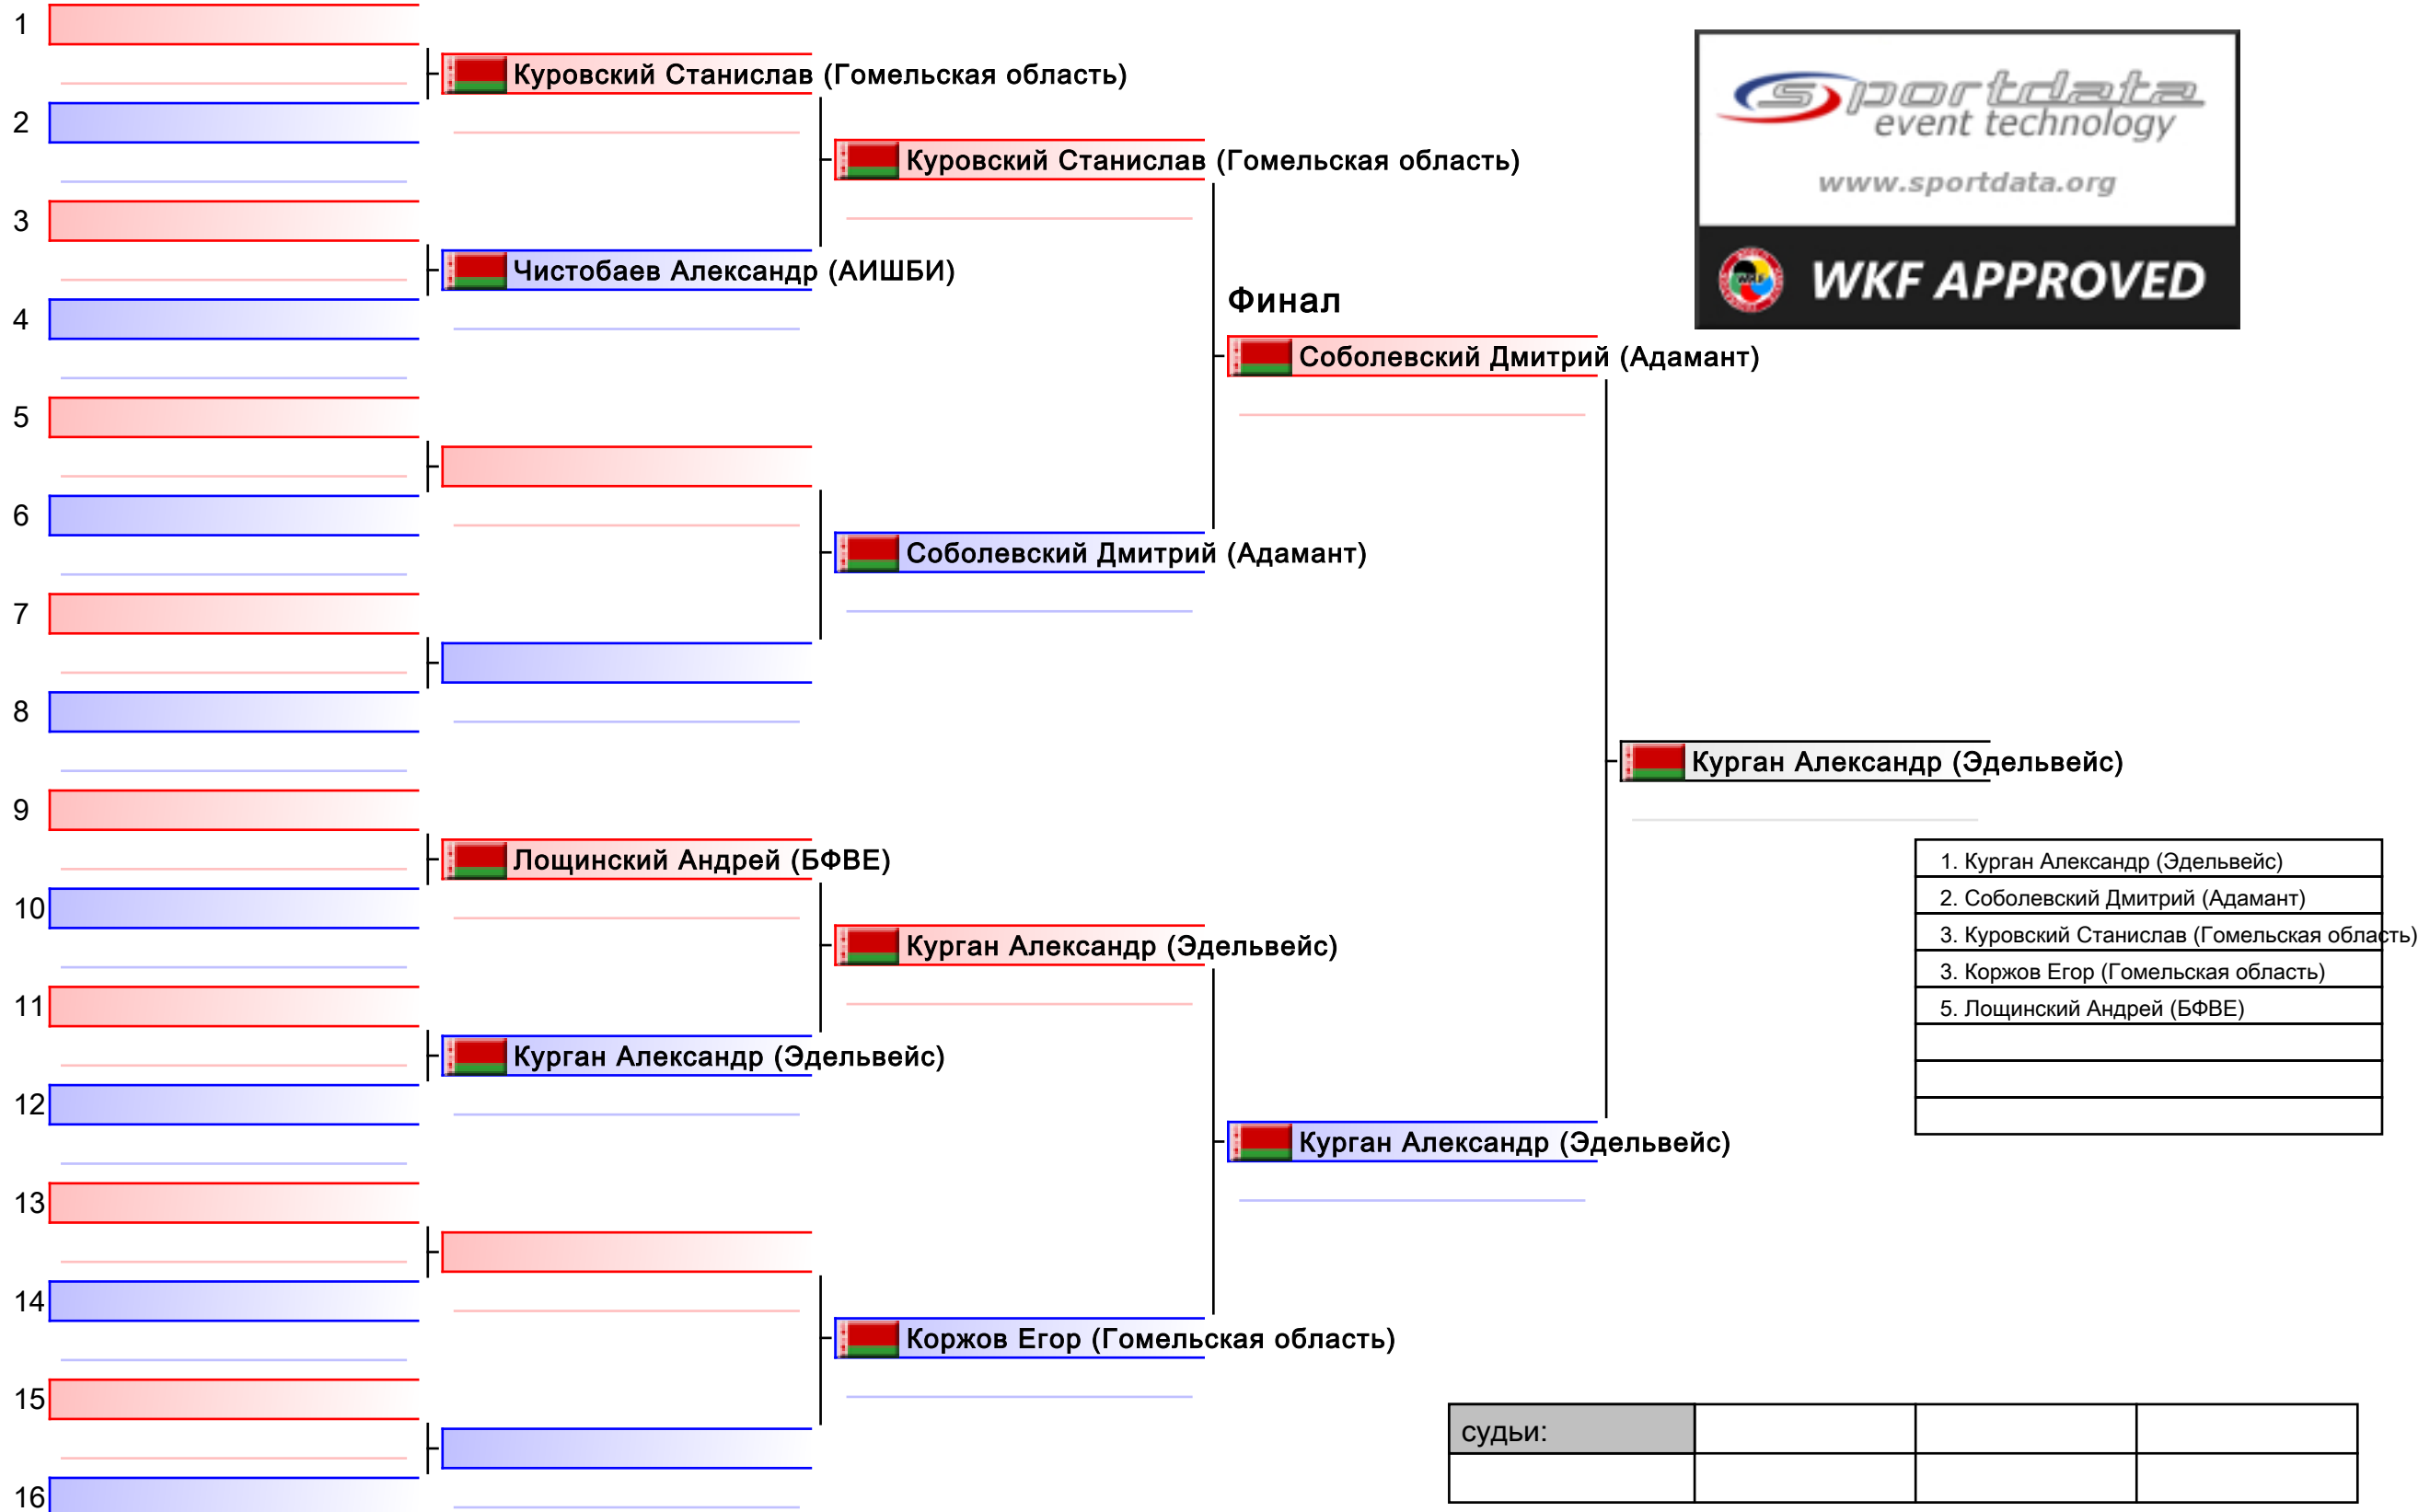 1
Куровский Станислав (Гомельская область)
2
Куровский Станислав (Гомельская область)
3
Чистобаев Александр (АИШБИ)
4
Финал
Соболевский Дмитрий (Адамант)
5
6
Соболевский Дмитрий (Адамант)
7
8
Курган Александр (Эдельвейс)
9
Лощинский Андрей (БФВЕ)
10
Курган Александр (Эдельвейс)
11
Курган Александр (Эдельвейс)
12
Курган Александр (Эдельвейс)
13
14
Коржов Егор (Гомельская область)
15
16
sportdata
event technology
www.sportdata.org
WKF
WKF APPROVED
1. Курган Александр (Эдельвейс)
2. Соболевский Дмитрий (Адамант)
3. Куровский Станислав (Гомельская область)
3. Коржов Егор (Гомельская область)
5. Лощинский Андрей (БФВЕ)
судьи: